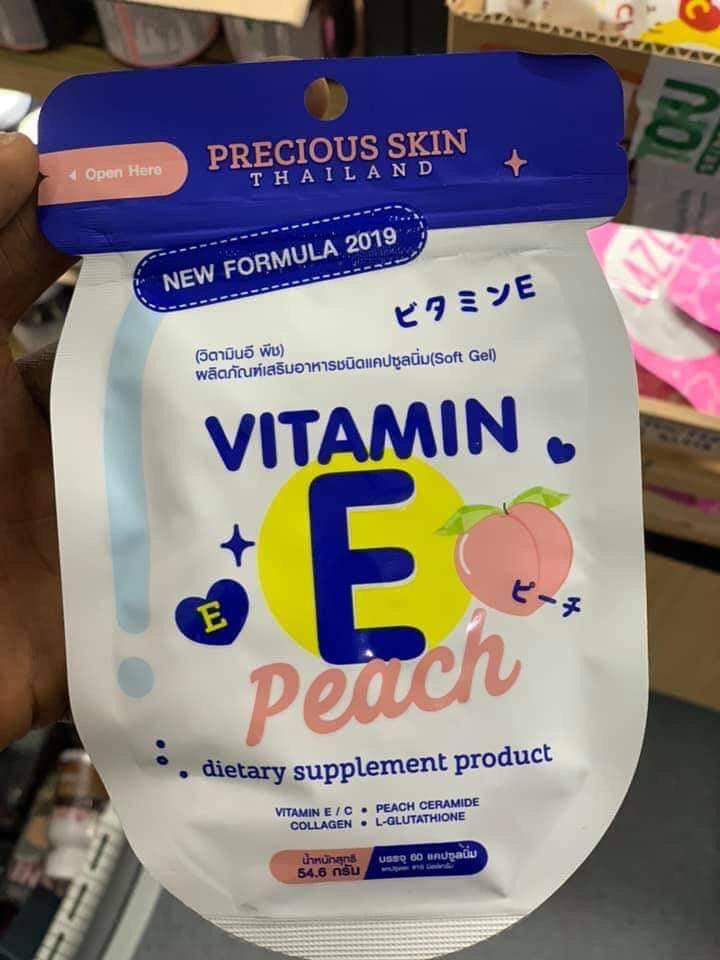 Open Here
PRECIOUS SKIN
THAILAND
NEW FORMULA 2019
ビタミンE
(วิตามินอี พีช)
ผลิตภัณฑ์เสริมอาหารชนิดแคปซูลนิ่ม(Soft Gel)
VITAMIN
E
E
ピーチ
Peach
dietary supplement product
VITAMIN E / C • PEACH CERAMIDE
COLLAGEN • L-GLUTATHIONE
น้ำหนักสุทธิ
54.6 กรัม
บรรจุ 60 แคปซูลนิ่ม